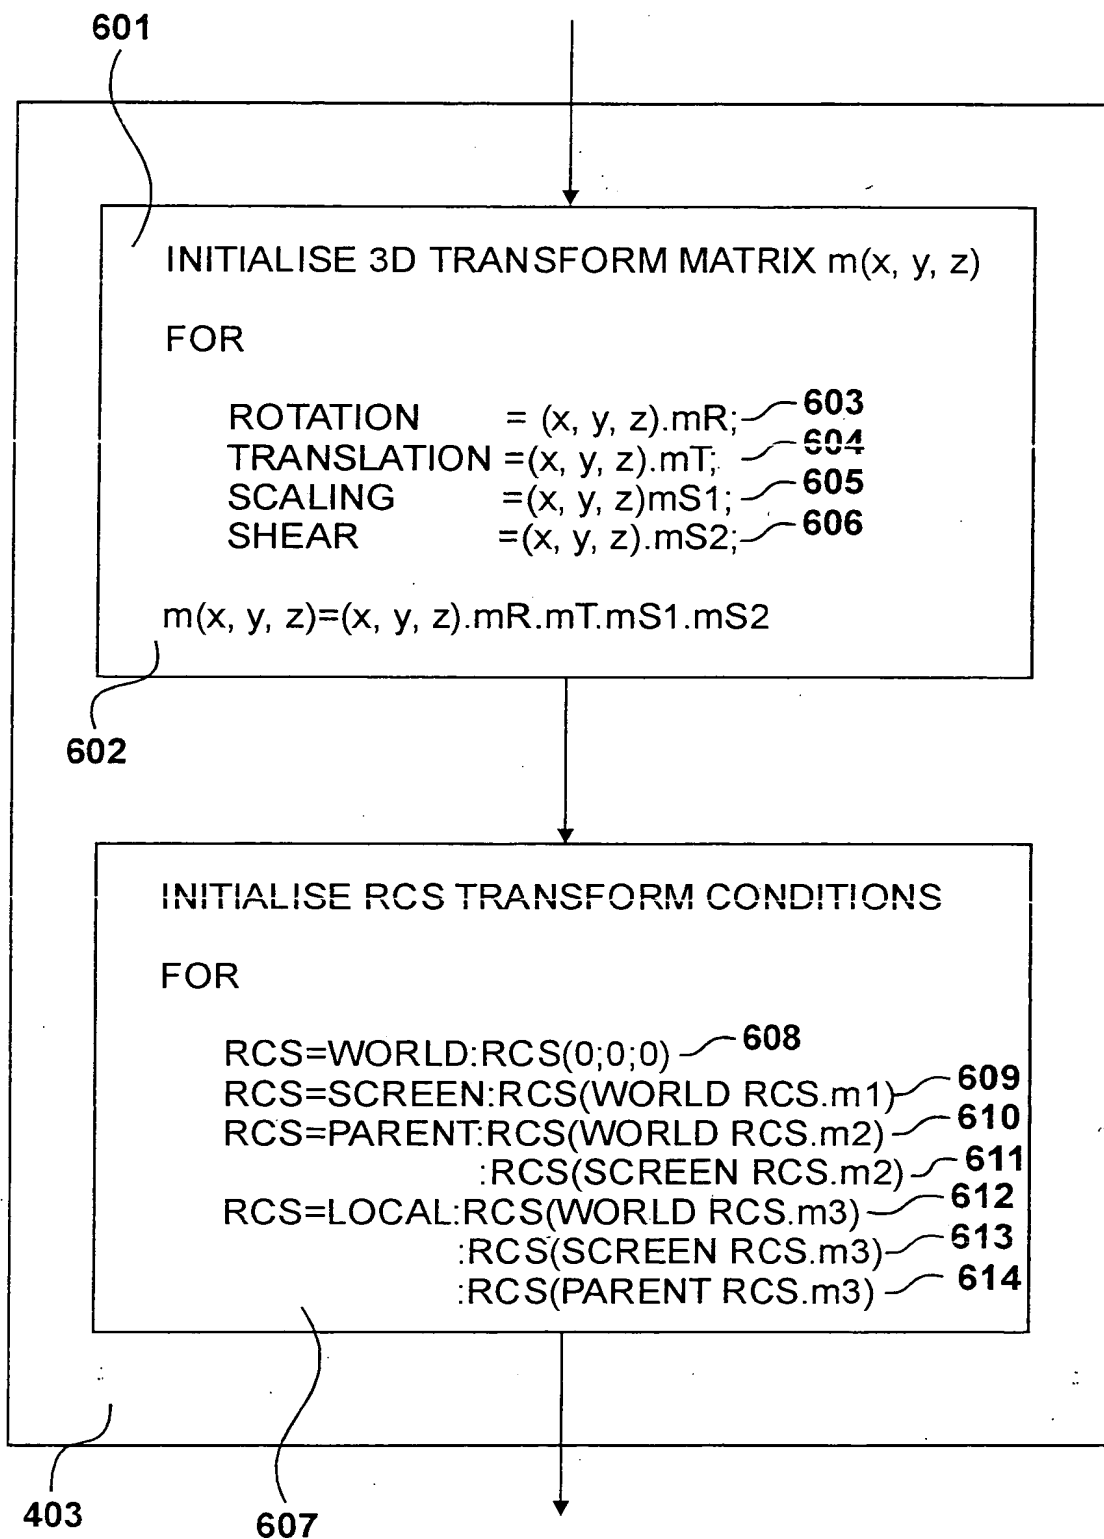 601
INITIALISE 3D TRANSFORM MATRIX m(x, y, z)
FOR
ROTATION = (x, y, z).mR; 603
TRANSLATION =(x, y, z).mT; 604
SCALING =(x, y, z)mS1; 605
SHEAR =(x, y, z).mS2; 606
m(x, y, z)=(x, y, z).mR.mT.mS1.mS2
602
INITIALISE RCS TRANSFORM CONDITIONS
FOR
RCS=WORLD:RCS(0;0;0) 608
RCS=SCREEN:RCS(WORLD RCS.m1) 609
RCS=PARENT:RCS(WORLD RCS.m2) 610
:RCS(SCREEN RCS.m2) 611
RCS=LOCAL:RCS(WORLD RCS.m3) 612
:RCS(SCREEN RCS.m3) 613
:RCS(PARENT RCS.m3) 614
403
607